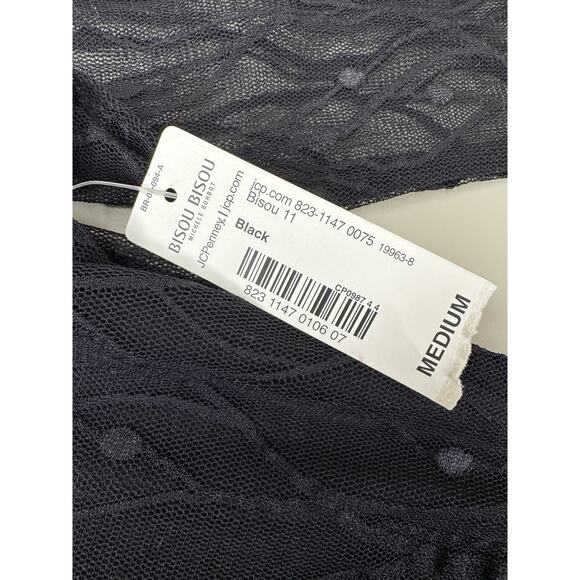 BISOU BISOU
MICHELE BOHBOT
JCPenney | jcp.com
jcp.com 823-1147 0075 19963-8
Bisou 11
Black
CP0987 4 4
823 1147 0106 07
MEDIUM